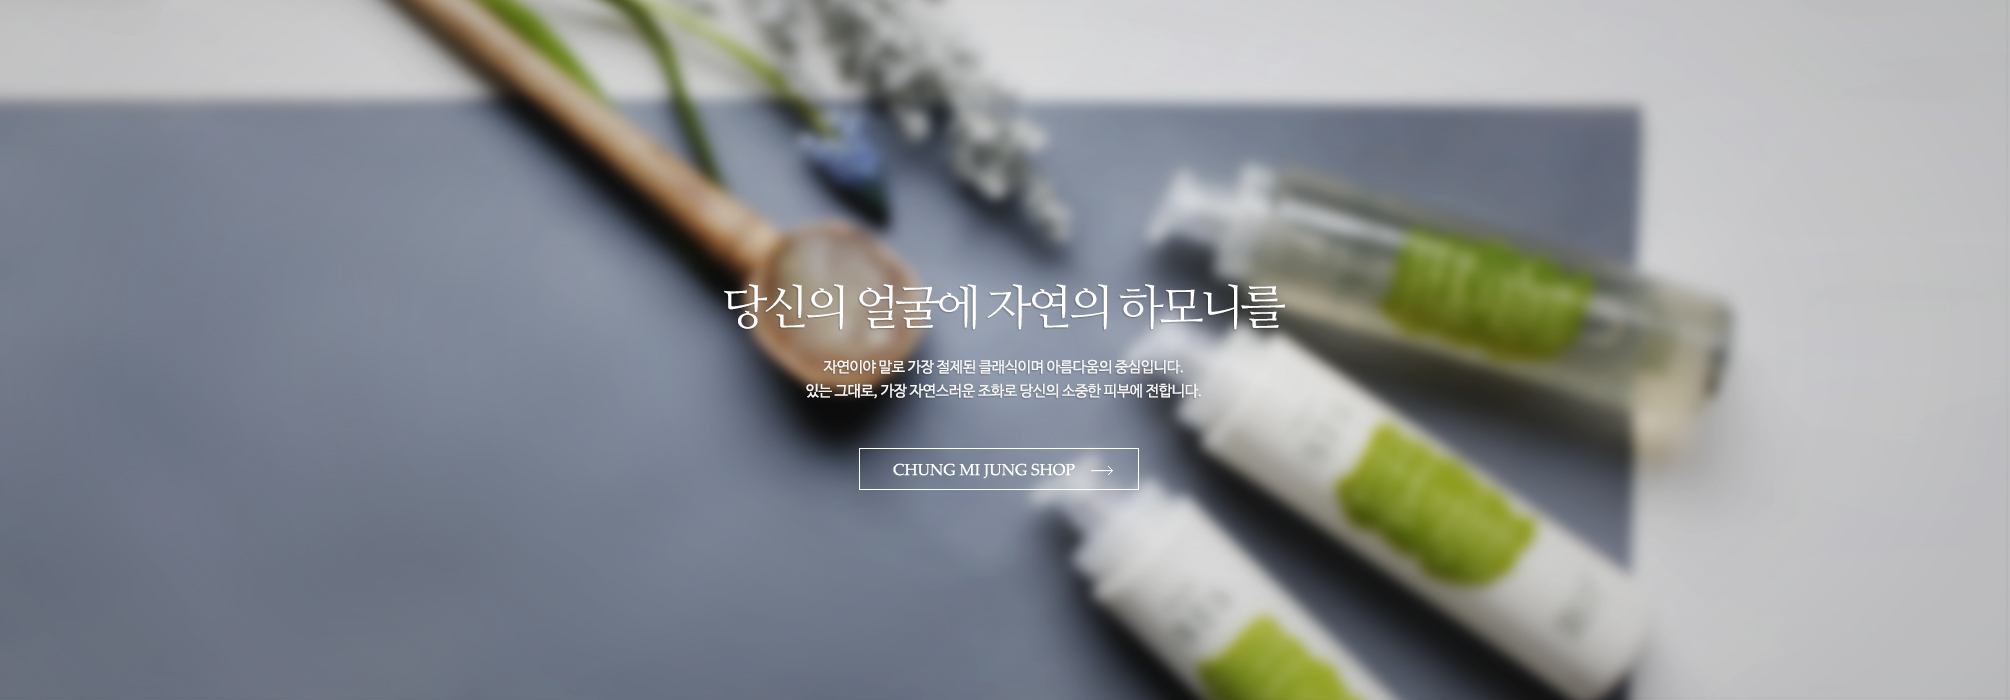 당신의 얼굴에 자연의 하모니를
자연이야 말로 가장 절제된 클래식이며 아름다움의 중심입니다.
있는 그대로, 가장 자연스러운 조화로 당신의 소중한 피부에 전합니다.
CHUNG MI JUNG SHOP